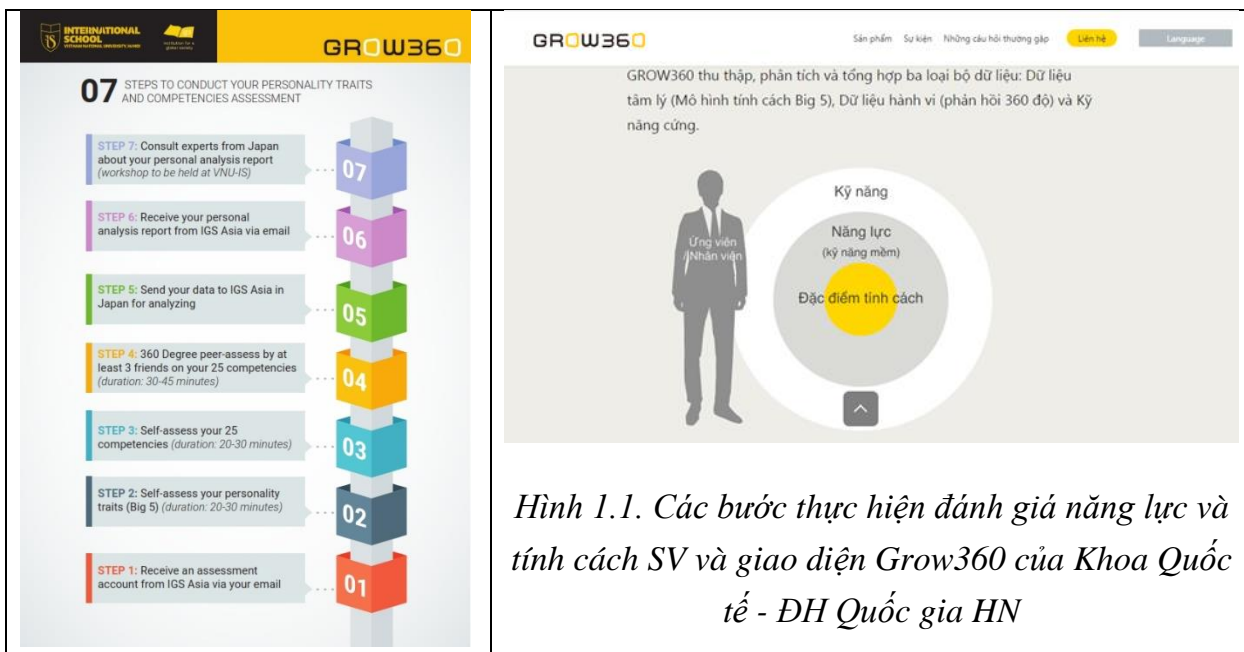 INTERNATIONAL
SCHOOL
VIETNAM NATIONAL UNIVERSITY, HANOI
Institution for a
global society
GROW360
07 STEPS TO CONDUCT YOUR PERSONALITY TRAITS
AND COMPETENCIES ASSESSMENT
STEP 7: Consult experts from Japan
about your personal analysis report
(workshop to be held at VNU-IS)
07
STEP 6: Receive your personal
analysis report from IGS Asia via email
06
STEP 5: Send your data to IGS Asia in
Japan for analyzing
05
STEP 4: 360 Degree peer-assess by at
least 3 friends on your 25 competencies
(duration: 30-45 minutes)
04
STEP 3: Self-assess your 25
competencies (duration: 20-30 minutes)
03
STEP 2: Self-assess your personality
traits (Big 5) (duration: 20-30 minutes)
02
STEP 1: Receive an assessment
account from IGS Asia via your email
01
GROW360
Sản phẩm Sự kiện Những câu hỏi thường gặp Liên hệ Language
GROW360 thu thập, phân tích và tổng hợp ba loại bộ dữ liệu: Dữ liệu
tâm lý (Mô hình tính cách Big 5), Dữ liệu hành vi (phản hồi 360 độ) và Kỹ
năng cứng.
Kỹ năng
Năng lực
(kỹ năng mềm)
Ứng viên
/Nhân viên
Đặc điểm tính cách
Hình 1.1. Các bước thực hiện đánh giá năng lực và
tính cách SV và giao diện Grow360 của Khoa Quốc
tế - ĐH Quốc gia HN